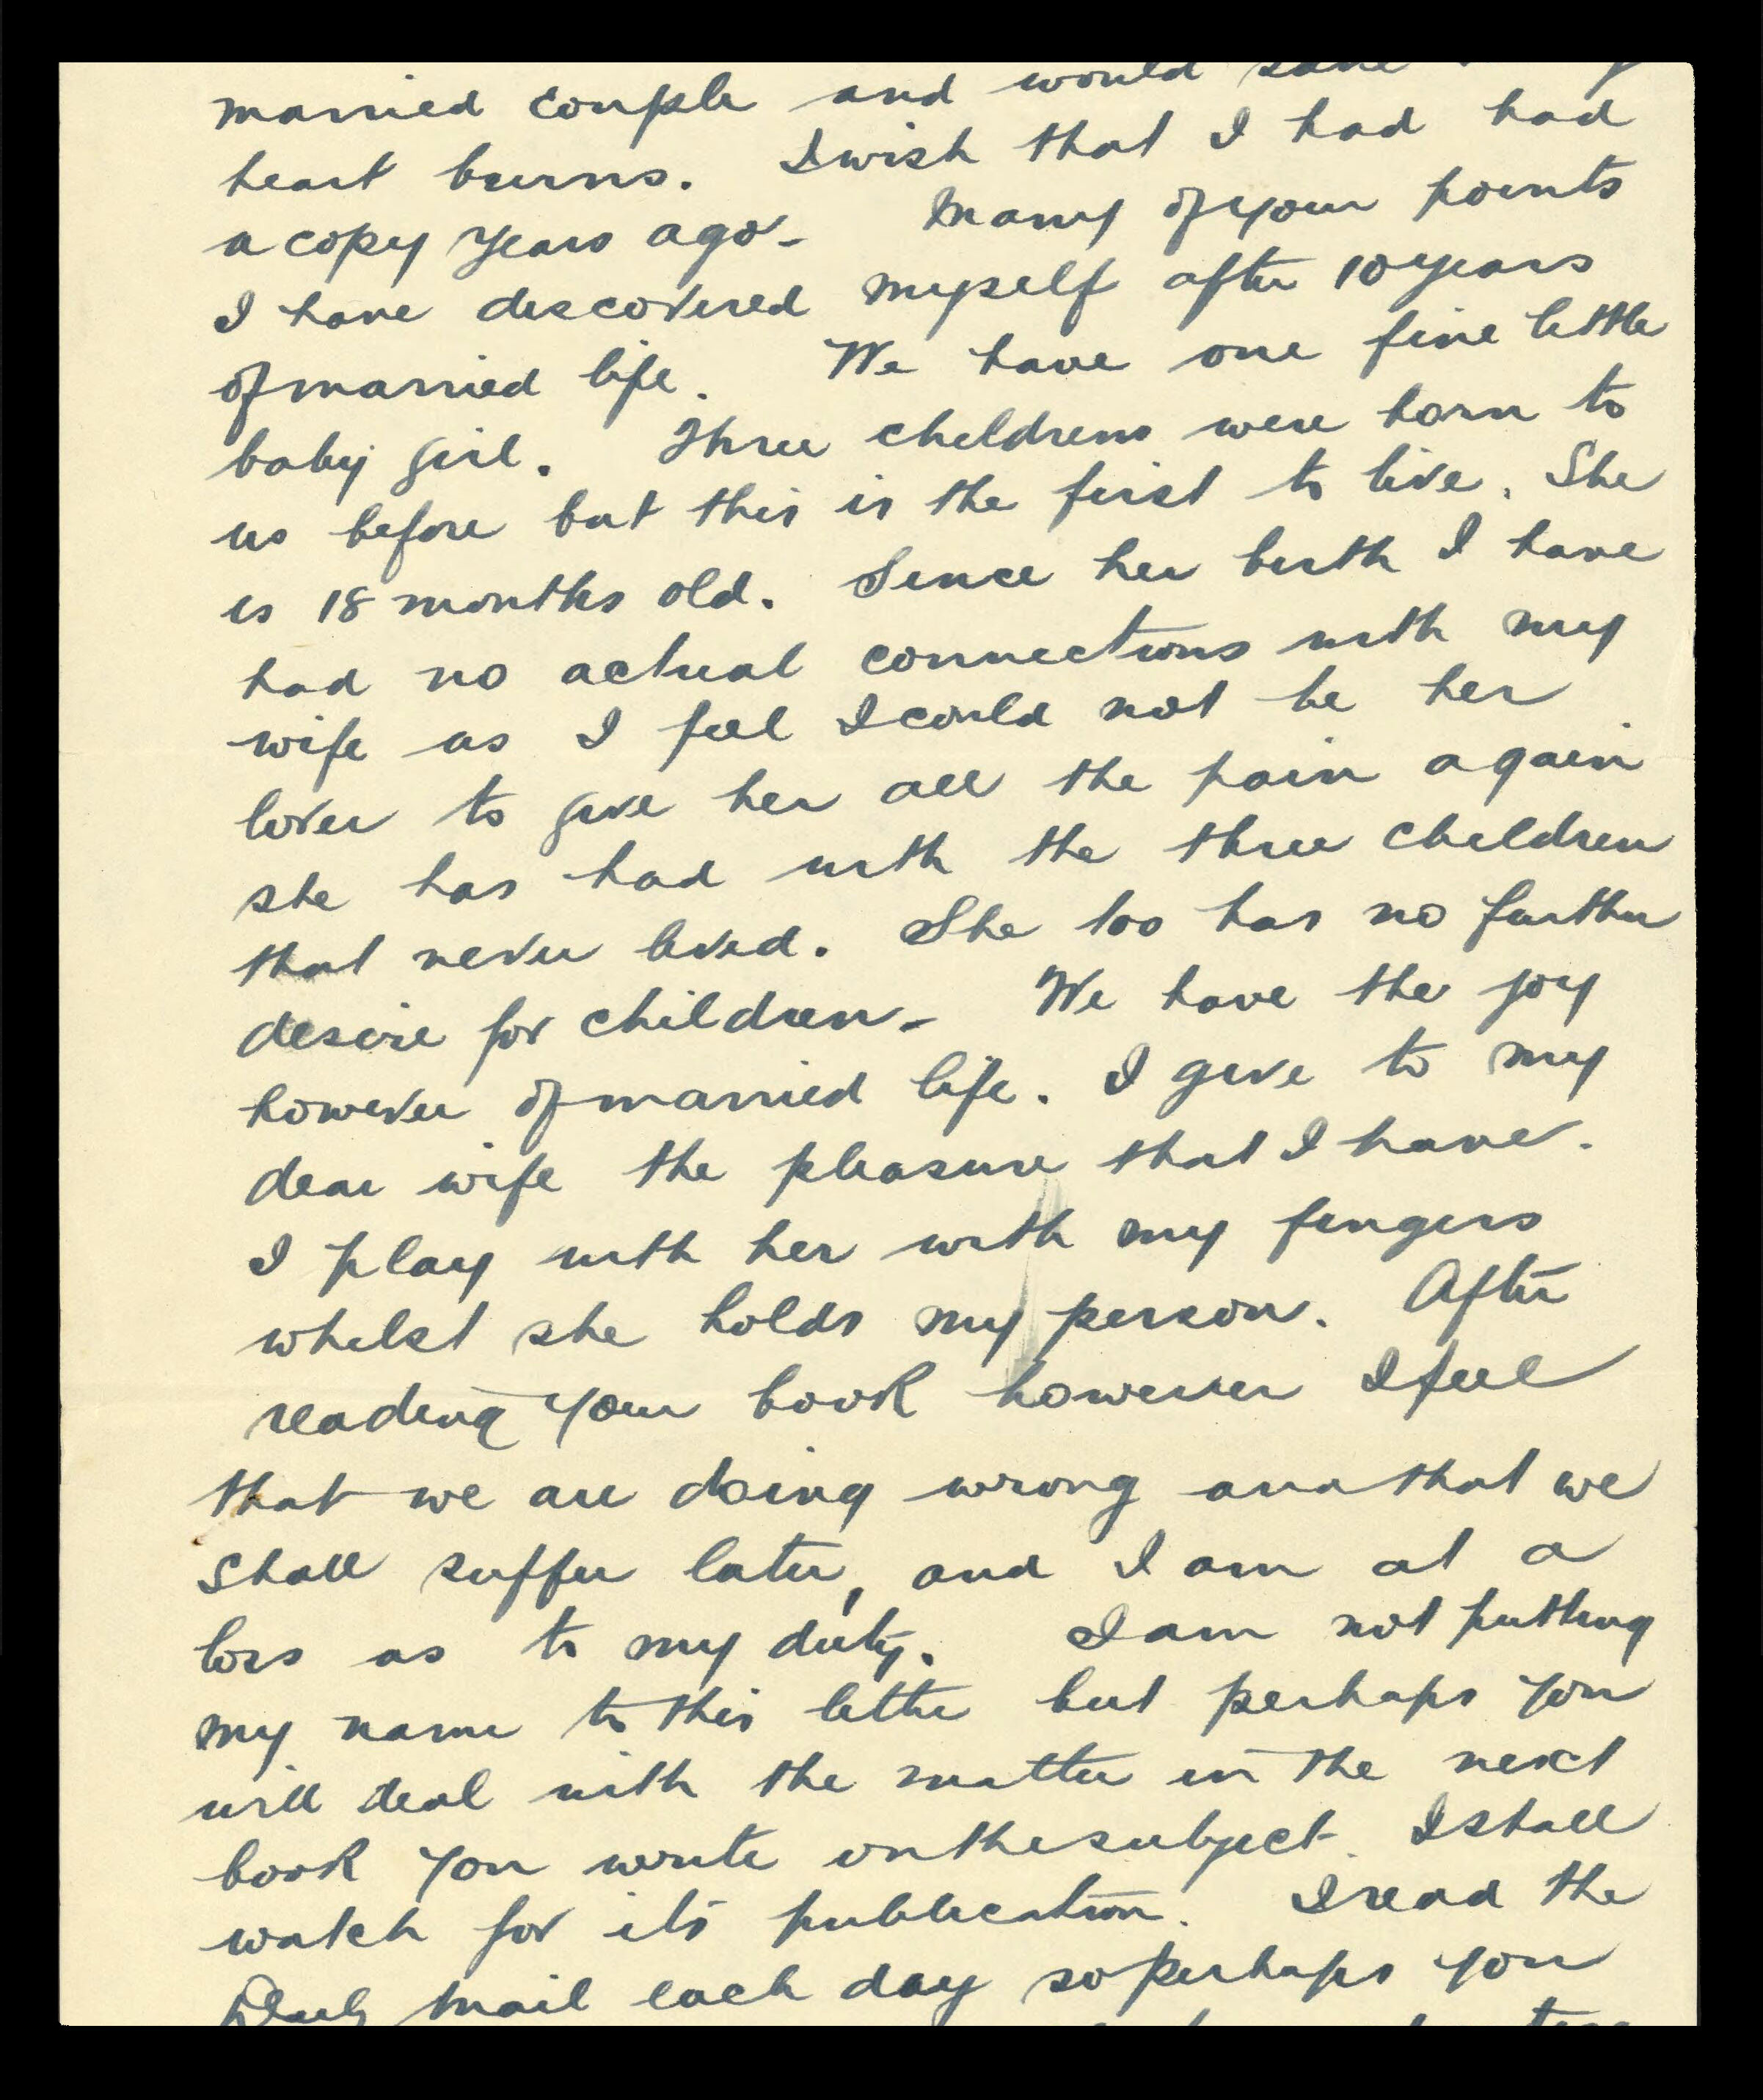 married couple and would save
heart burns. I wish that I had had
a copy years ago - Many of your points
I have discovered myself after 10 years
of married life. We have one fine little
baby girl. Three childrens were born to
us before but this is the first to live. She
is 18 months old. Since her birth I have
had no actual connections with my
wife as I feel I could not be her
lover to give her all the pain again
she has had with the three children
that never lived. She too has no further
desire for children - We have the joy
however of married life. I give to my
dear wife the pleasure that I have.
I play with her with my fingers
whilst she holds my person. After
reading your book however I feel
that we are doing wrong and that we
shall suffer later, and I am at a
loss as to my duty. I am not putting
my name to this letter but perhaps you
will deal with the matter in the next
book you write on the subject. I shall
watch for its publication. I read the
Daily Mail each day so perhaps you